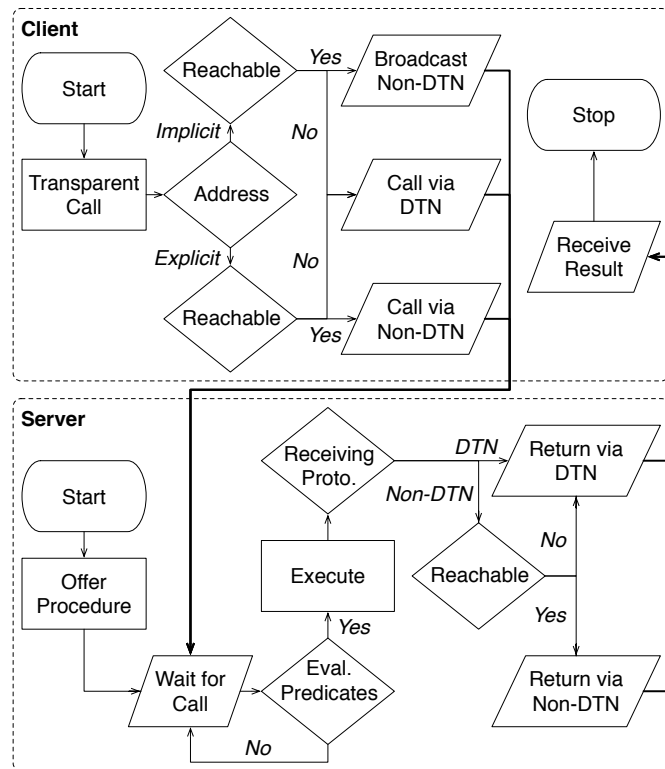 Client
Start
Transparent
Call
Reachable
Implicit
Address
Explicit
Reachable
Yes
No
No
Yes
Broadcast
Non-DTN
Call via
DTN
Call via
Non-DTN
Stop
Receive
Result
Server
Start
Offer
Procedure
Wait for
Call
Eval.
Predicates
No
Yes
Execute
Receiving
Proto.
DTN
Non-DTN
Reachable
No
Yes
Return via
DTN
Return via
Non-DTN